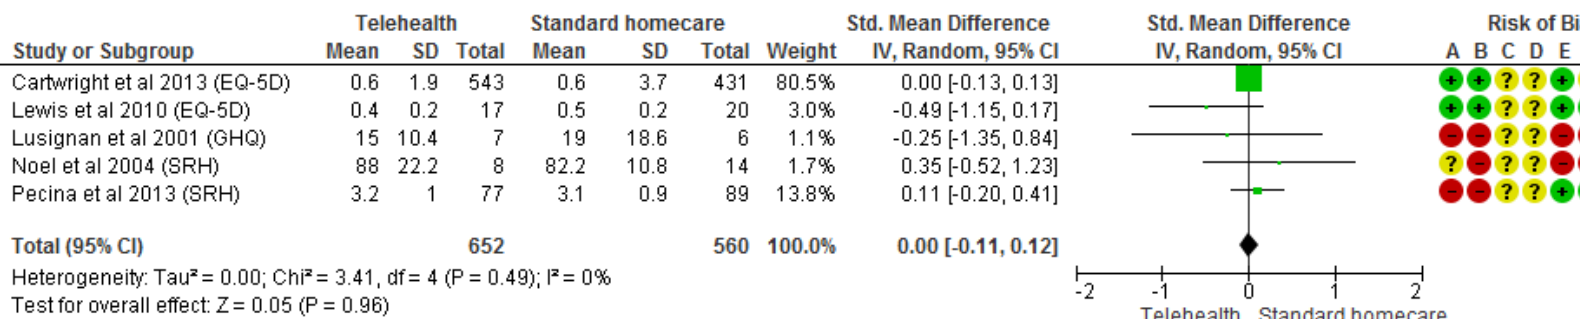 Telehealth Standard homecare Std. Mean Difference Std. Mean Difference Risk of Bi
Study or Subgroup Mean SD Total Mean SD Total Weight IV, Random, 95% CI IV, Random, 95% CI A B C D E
Cartwright et al 2013 (EQ-5D) 0.6 1.9 543 0.6 3.7 431 80.5% 0.00 [-0.13, 0.13] + + ? ? +
Lewis et al 2010 (EQ-5D) 0.4 0.2 17 0.5 0.2 20 3.0% -0.49 [-1.15, 0.17] + + ? ? +
Lusignan et al 2001 (GHQ) 15 10.4 7 19 18.6 6 1.1% -0.25 [-1.35, 0.84] - - ? ? -
Noel et al 2004 (SRH) 88 22.2 8 82.2 10.8 14 1.7% 0.35 [-0.52, 1.23] ? - ? ? -
Pecina et al 2013 (SRH) 3.2 1 77 3.1 0.9 89 13.8% 0.11 [-0.20, 0.41] - - ? ? +
Total (95% CI) 652 560 100.0% 0.00 [-0.11, 0.12]
Heterogeneity: Tau² = 0.00; Chi² = 3.41, df = 4 (P = 0.49); I² = 0%
Test for overall effect: Z = 0.05 (P = 0.96)
-2 -1 0 1 2
Telehealth Standard homecare